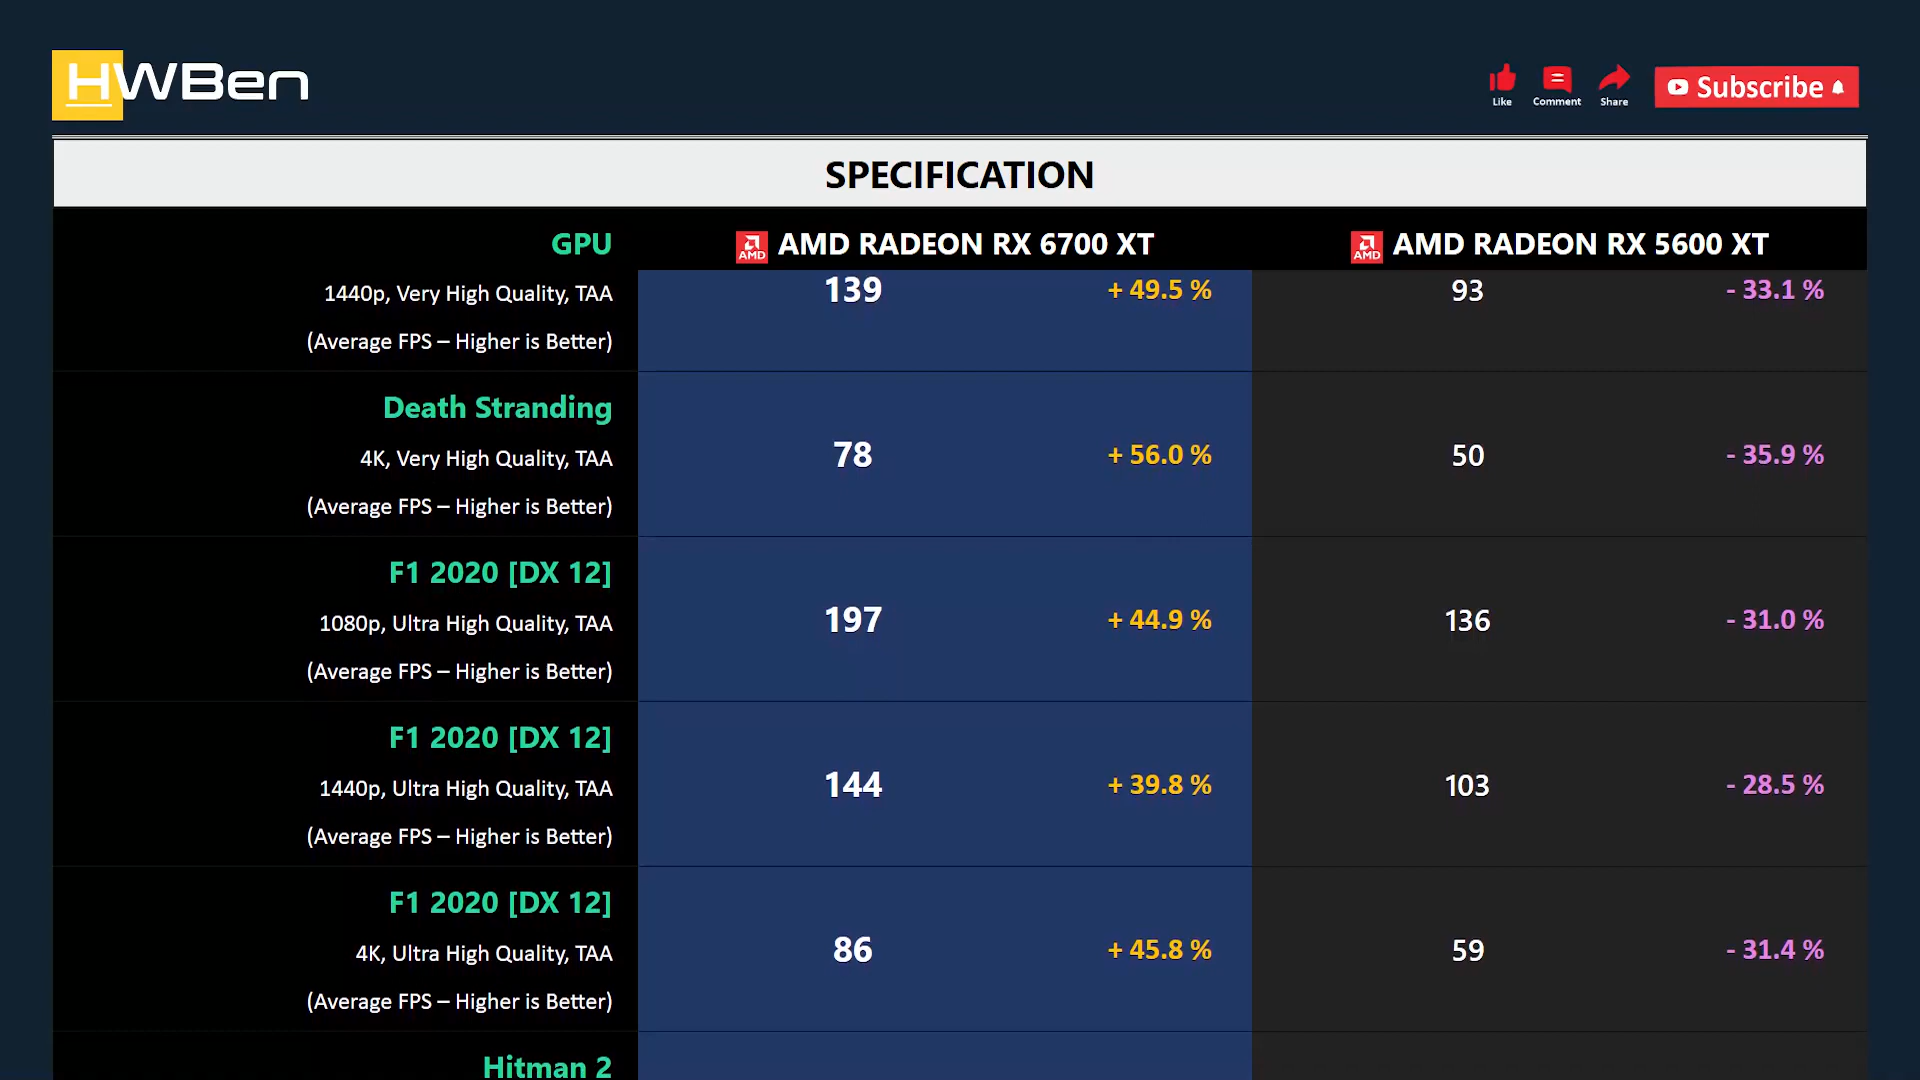 HWBen
Like
Comment
Share
Subscribe
SPECIFICATION
GPU
AMD
AMD RADEON RX 6700 XT
AMD
AMD RADEON RX 5600 XT
1440p, Very High Quality, TAA
(Average FPS – Higher is Better)
139
+ 49.5 %
93
- 33.1 %
Death Stranding
4K, Very High Quality, TAA
(Average FPS – Higher is Better)
78
+ 56.0 %
50
- 35.9 %
F1 2020 [DX 12]
1080p, Ultra High Quality, TAA
(Average FPS – Higher is Better)
197
+ 44.9 %
136
- 31.0 %
F1 2020 [DX 12]
1440p, Ultra High Quality, TAA
(Average FPS – Higher is Better)
144
+ 39.8 %
103
- 28.5 %
F1 2020 [DX 12]
4K, Ultra High Quality, TAA
(Average FPS – Higher is Better)
86
+ 45.8 %
59
- 31.4 %
Hitman 2